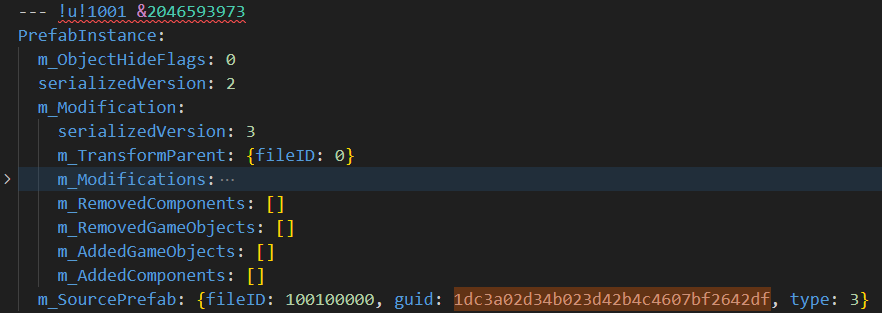 --- !u!1001 &2046593973
PrefabInstance:
  m_ObjectHideFlags: 0
  serializedVersion: 2
  m_Modification:
    serializedVersion: 3
    m_TransformParent: {fileID: 0}
    m_Modifications:⋯
    m_RemovedComponents: []
    m_RemovedGameObjects: []
    m_AddedGameObjects: []
    m_AddedComponents: []
  m_SourcePrefab: {fileID: 100100000, guid: 1dc3a02d34b023d42b4c4607bf2642df, type: 3}